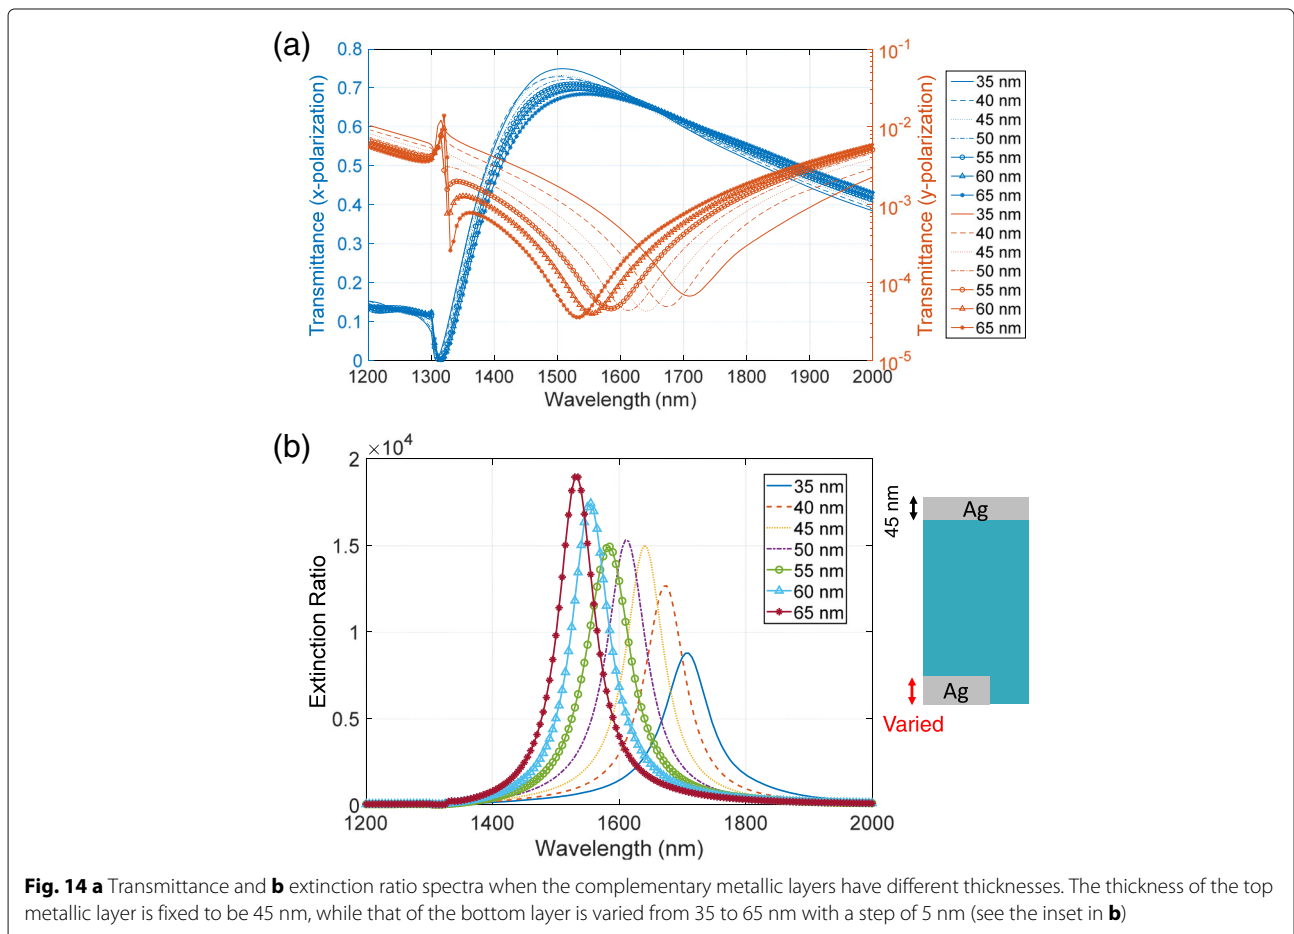 (a)
0.8
0.7
0.6
0.5
0.4
0.3
0.2
0.1
0
Transmittance (x-polarization)
10^-1
10^-2
10^-3
10^-4
10^-5
Transmittance (y-polarization)
1200 1300 1400 1500 1600 1700 1800 1900 2000
Wavelength (nm)
35 nm
40 nm
45 nm
50 nm
55 nm
60 nm
65 nm
35 nm
40 nm
45 nm
50 nm
55 nm
60 nm
65 nm
(b)
×10^4
2
1.5
1
0.5
0
Extinction Ratio
1200 1400 1600 1800 2000
Wavelength (nm)
35 nm
40 nm
45 nm
50 nm
55 nm
60 nm
65 nm
45 nm
Ag
Ag
Varied
Fig. 14 a Transmittance and b extinction ratio spectra when the complementary metallic layers have different thicknesses. The thickness of the top
metallic layer is fixed to be 45 nm, while that of the bottom layer is varied from 35 to 65 nm with a step of 5 nm (see the inset in b)